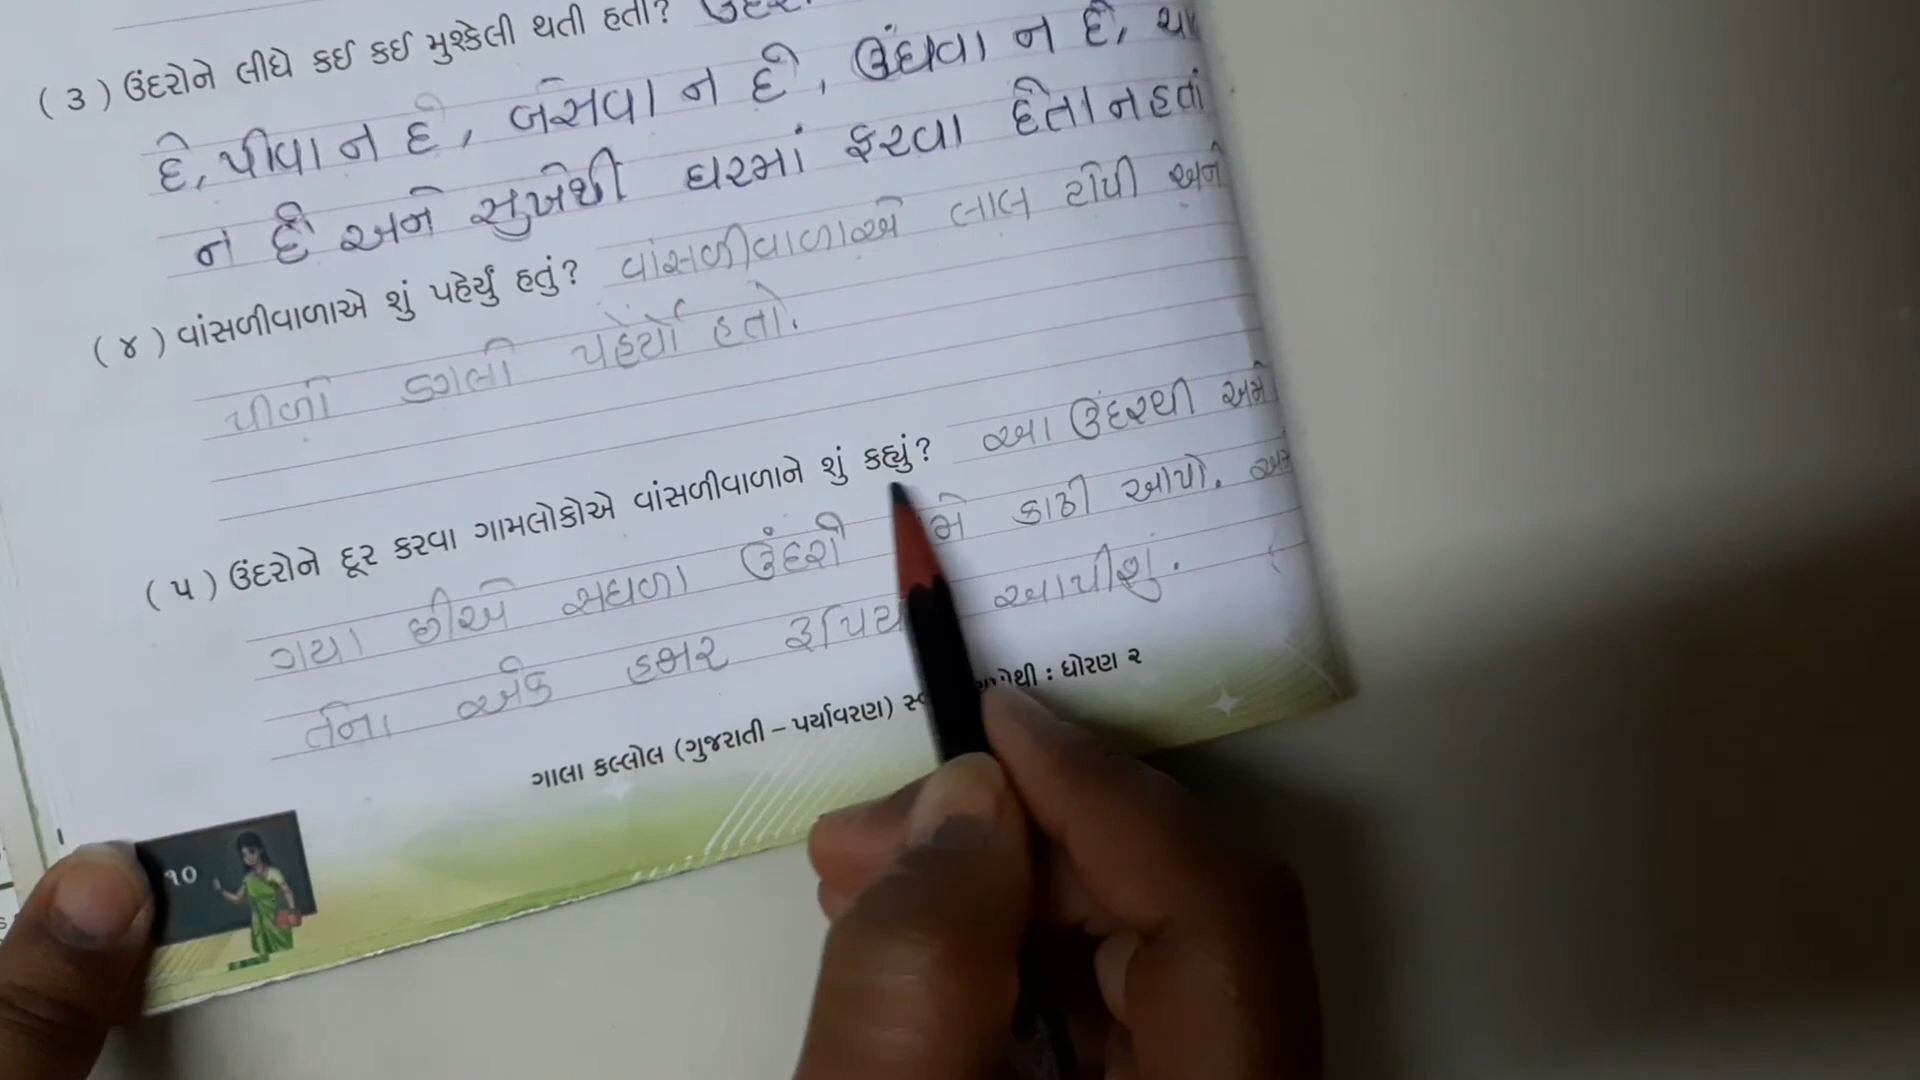 (૩) ઉંદરોને લીધે કઈ કઈ મુશ્કેલી થતી હતી?
દે, પીવા ન દે, બેસવા ન દે, ઉંઘવા ન દે,
ન દે અને સુખેથી ઘરમાં ફરવા દેતા નહતાં
(૪) વાંસળીવાળાએ શું પહેર્યું હતું? વાંસળીવાળાએ લાલ ટોપી અને
પીળો ડગલો પહેર્યો હતો.
(૫) ઉંદરોને દૂર કરવા ગામલોકોએ વાંસળીવાળાને શું કહ્યું? આ ઉંદરથી અમે
ગયા છીએ સઘળા ઉંદરો કાઢી આપો.
તેના એક હજાર આપીશું.
ગાલા કલ્લોલ (ગુજરાતી – પર્યાવરણ) : ધોરણ ૨
૧૦